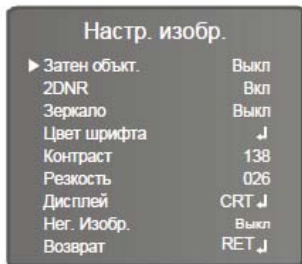 Настр. изобр.
▶ Затен объкт. Выкл
2DNR Вкл
Зеркало Выкл
Цвет шрифта ↲
Контраст 138
Резкость 026
Дисплей CRT ↲
Нег. Изобр. Выкл
Возврат RET ↲